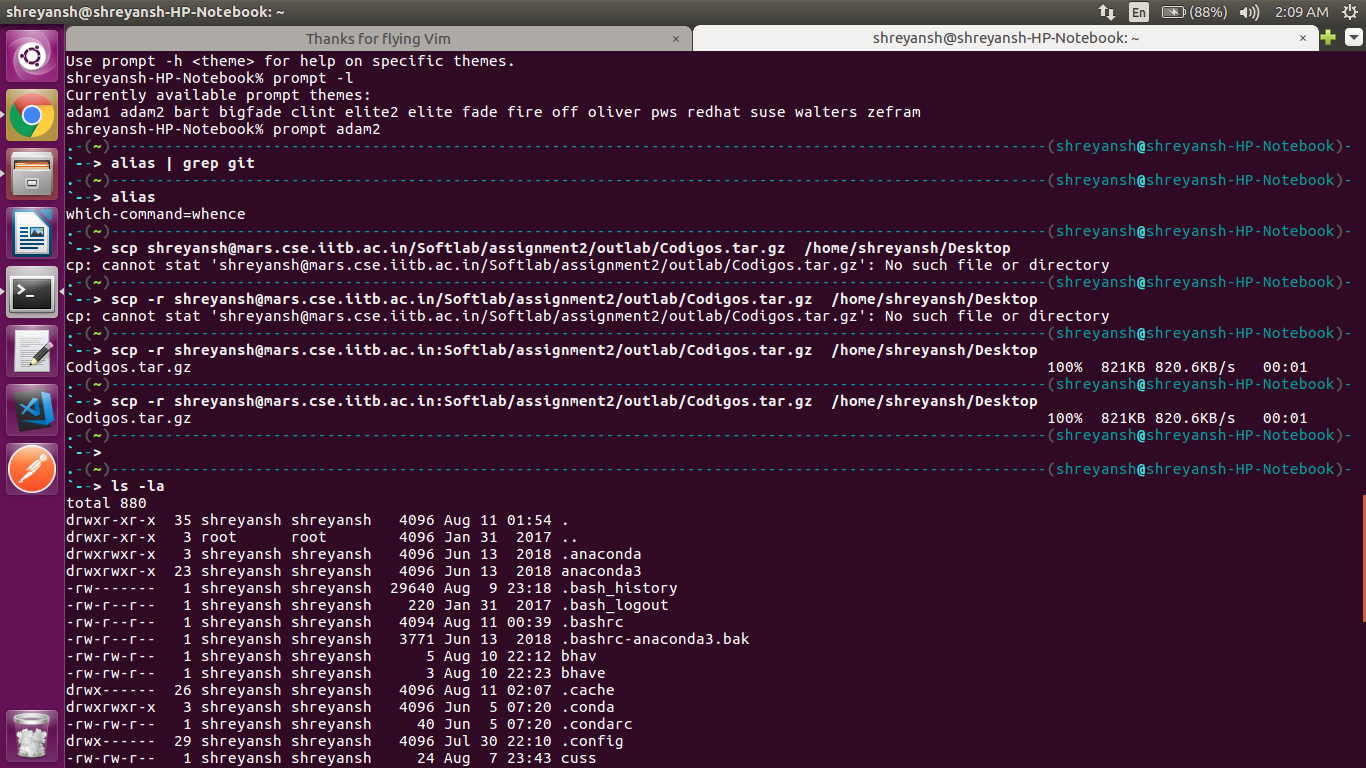 shreyansh@shreyansh-HP-Notebook: ~ En (88%) 2:09 AM
Thanks for flying Vim × shreyansh@shreyansh-HP-Notebook: ~ ×
Use prompt -h <theme> for help on specific themes.
shreyansh-HP-Notebook% prompt -l
Currently available prompt themes:
adam1 adam2 bart bigfade clint elite2 elite fade fire off oliver pws redhat suse walters zefram
shreyansh-HP-Notebook% prompt adam2
.-(~)--------------------------------------------------------------------------------------------------------(shreyansh@shreyansh-HP-Notebook)-
`--> alias | grep git
.-(~)--------------------------------------------------------------------------------------------------------(shreyansh@shreyansh-HP-Notebook)-
`--> alias
which-command=whence
.-(~)--------------------------------------------------------------------------------------------------------(shreyansh@shreyansh-HP-Notebook)-
`--> scp shreyansh@mars.cse.iitb.ac.in/Softlab/assignment2/outlab/Codigos.tar.gz  /home/shreyansh/Desktop
cp: cannot stat 'shreyansh@mars.cse.iitb.ac.in/Softlab/assignment2/outlab/Codigos.tar.gz': No such file or directory
.-(~)--------------------------------------------------------------------------------------------------------(shreyansh@shreyansh-HP-Notebook)-
`--> scp -r shreyansh@mars.cse.iitb.ac.in/Softlab/assignment2/outlab/Codigos.tar.gz  /home/shreyansh/Desktop
cp: cannot stat 'shreyansh@mars.cse.iitb.ac.in/Softlab/assignment2/outlab/Codigos.tar.gz': No such file or directory
.-(~)--------------------------------------------------------------------------------------------------------(shreyansh@shreyansh-HP-Notebook)-
`--> scp -r shreyansh@mars.cse.iitb.ac.in:Softlab/assignment2/outlab/Codigos.tar.gz  /home/shreyansh/Desktop
Codigos.tar.gz 100% 821KB 820.6KB/s 00:01
.-(~)--------------------------------------------------------------------------------------------------------(shreyansh@shreyansh-HP-Notebook)-
`--> scp -r shreyansh@mars.cse.iitb.ac.in:Softlab/assignment2/outlab/Codigos.tar.gz  /home/shreyansh/Desktop
Codigos.tar.gz 100% 821KB 820.6KB/s 00:01
.-(~)--------------------------------------------------------------------------------------------------------(shreyansh@shreyansh-HP-Notebook)-
`-->
.-(~)--------------------------------------------------------------------------------------------------------(shreyansh@shreyansh-HP-Notebook)-
`--> ls -la
total 880
drwxr-xr-x  35 shreyansh shreyansh   4096 Aug 11 01:54 .
drwxr-xr-x   3 root      root        4096 Jan 31  2017 ..
drwxrwxr-x   3 shreyansh shreyansh   4096 Jun 13  2018 .anaconda
drwxrwxr-x  23 shreyansh shreyansh   4096 Jun 13  2018 anaconda3
-rw-------   1 shreyansh shreyansh  29640 Aug  9 23:18 .bash_history
-rw-r--r--   1 shreyansh shreyansh    220 Jan 31  2017 .bash_logout
-rw-r--r--   1 shreyansh shreyansh   4094 Aug 11 00:39 .bashrc
-rw-r--r--   1 shreyansh shreyansh   3771 Jun 13  2018 .bashrc-anaconda3.bak
-rw-rw-r--   1 shreyansh shreyansh      5 Aug 10 22:12 bhav
-rw-rw-r--   1 shreyansh shreyansh      3 Aug 10 22:23 bhave
drwx------  26 shreyansh shreyansh   4096 Aug 11 02:07 .cache
drwxrwxr-x   3 shreyansh shreyansh   4096 Jun  5 07:20 .conda
-rw-rw-r--   1 shreyansh shreyansh     40 Jun  5 07:20 .condarc
drwx------  29 shreyansh shreyansh   4096 Jul 30 22:10 .config
-rw-rw-r--   1 shreyansh shreyansh     24 Aug  7 23:43 cuss